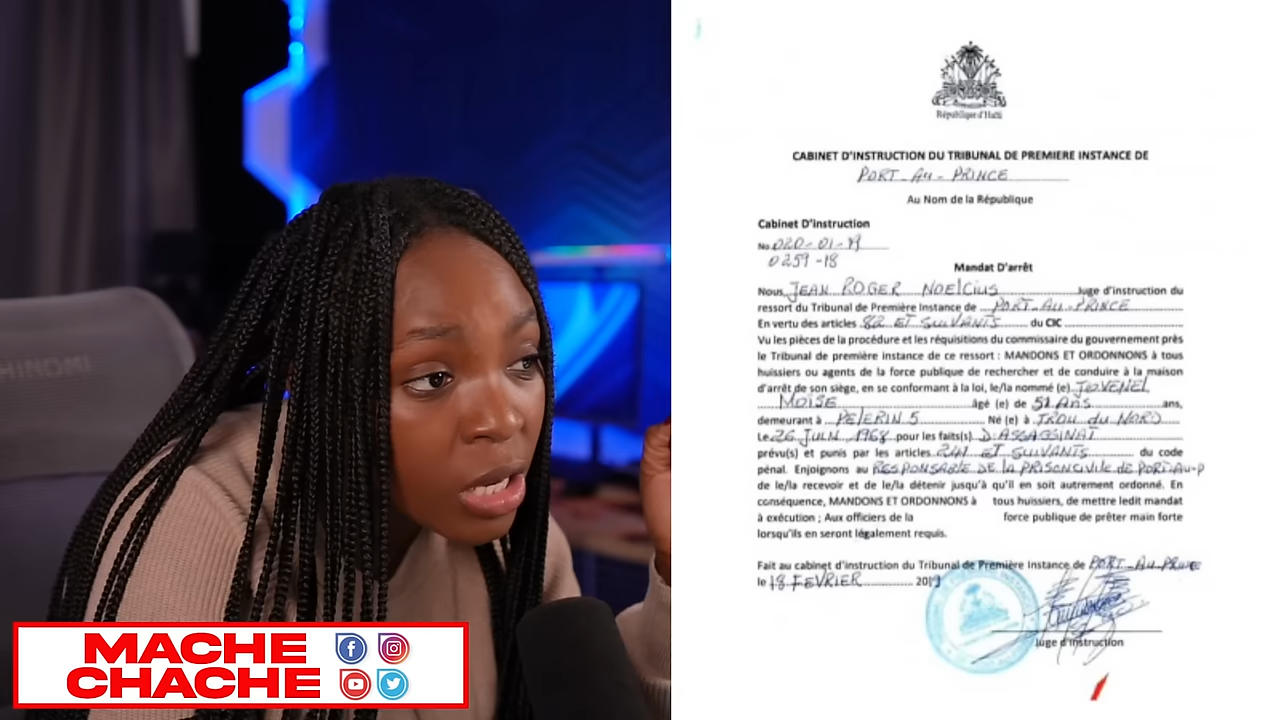 HINOMI
MACHE
CHACHE
République d'Haïti
CABINET D'INSTRUCTION DU TRIBUNAL DE PREMIERE INSTANCE DE
PORT-AU-PRINCE
Au Nom de la République
Cabinet D'instruction
No 020-01-19
0259-18
Mandat D'arrêt
Nous JEAN ROGER NOElCiUS Juge d'instruction du
ressort du Tribunal de Première Instance de PORT-AU-PRINCE
En vertu des articles 82 ET SUIVANTS du CIC
Vu les pièces de la procédure et les réquisitions du commissaire du gouvernement près
le Tribunal de première instance de ce ressort : MANDONS ET ORDONNONS à tous
huissiers ou agents de la force publique de rechercher et de conduire à la maison
d'arrêt de son siège, en se conformant à la loi, le/la nommé (e) JOVENEL
MOISE âgé (e) de 51 Ans ans,
demeurant à PELERIN 5 Né (e) à TROU du NORD
Le 26 JUIN 1968 pour les faits(s) D'ASSASSINAT
prévu(s) et punis par les articles 241 ET SUIVANTS du code
pénal. Enjoignons au RESPONSABLE DE LA PRISON CIVILE de PORT-AU-P
de le/la recevoir et de le/la détenir jusqu'à qu'il en soit autrement ordonné. En
conséquence, MANDONS ET ORDONNONS à tous huissiers, de mettre ledit mandat
à exécution ; Aux officiers de la force publique de prêter main forte
lorsqu'ils en seront légalement requis.
Fait au cabinet d'instruction du Tribunal de Première Instance de PORT-AU-PRINCE
le 18 FEVRIER 2019
Juge d'Instruction